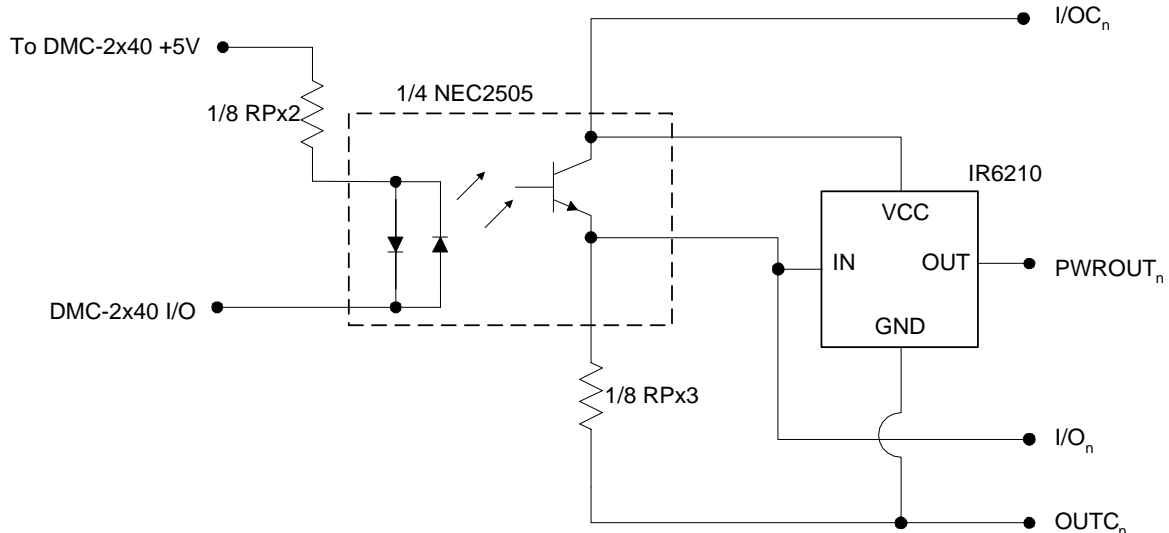 I/OCn
To DMC-2x40 +5V
1/4 NEC2505
1/8 RPx2
IR6210
VCC
IN
OUT
PWROUTn
DMC-2x40 I/O
GND
1/8 RPx3
I/On
OUTCn